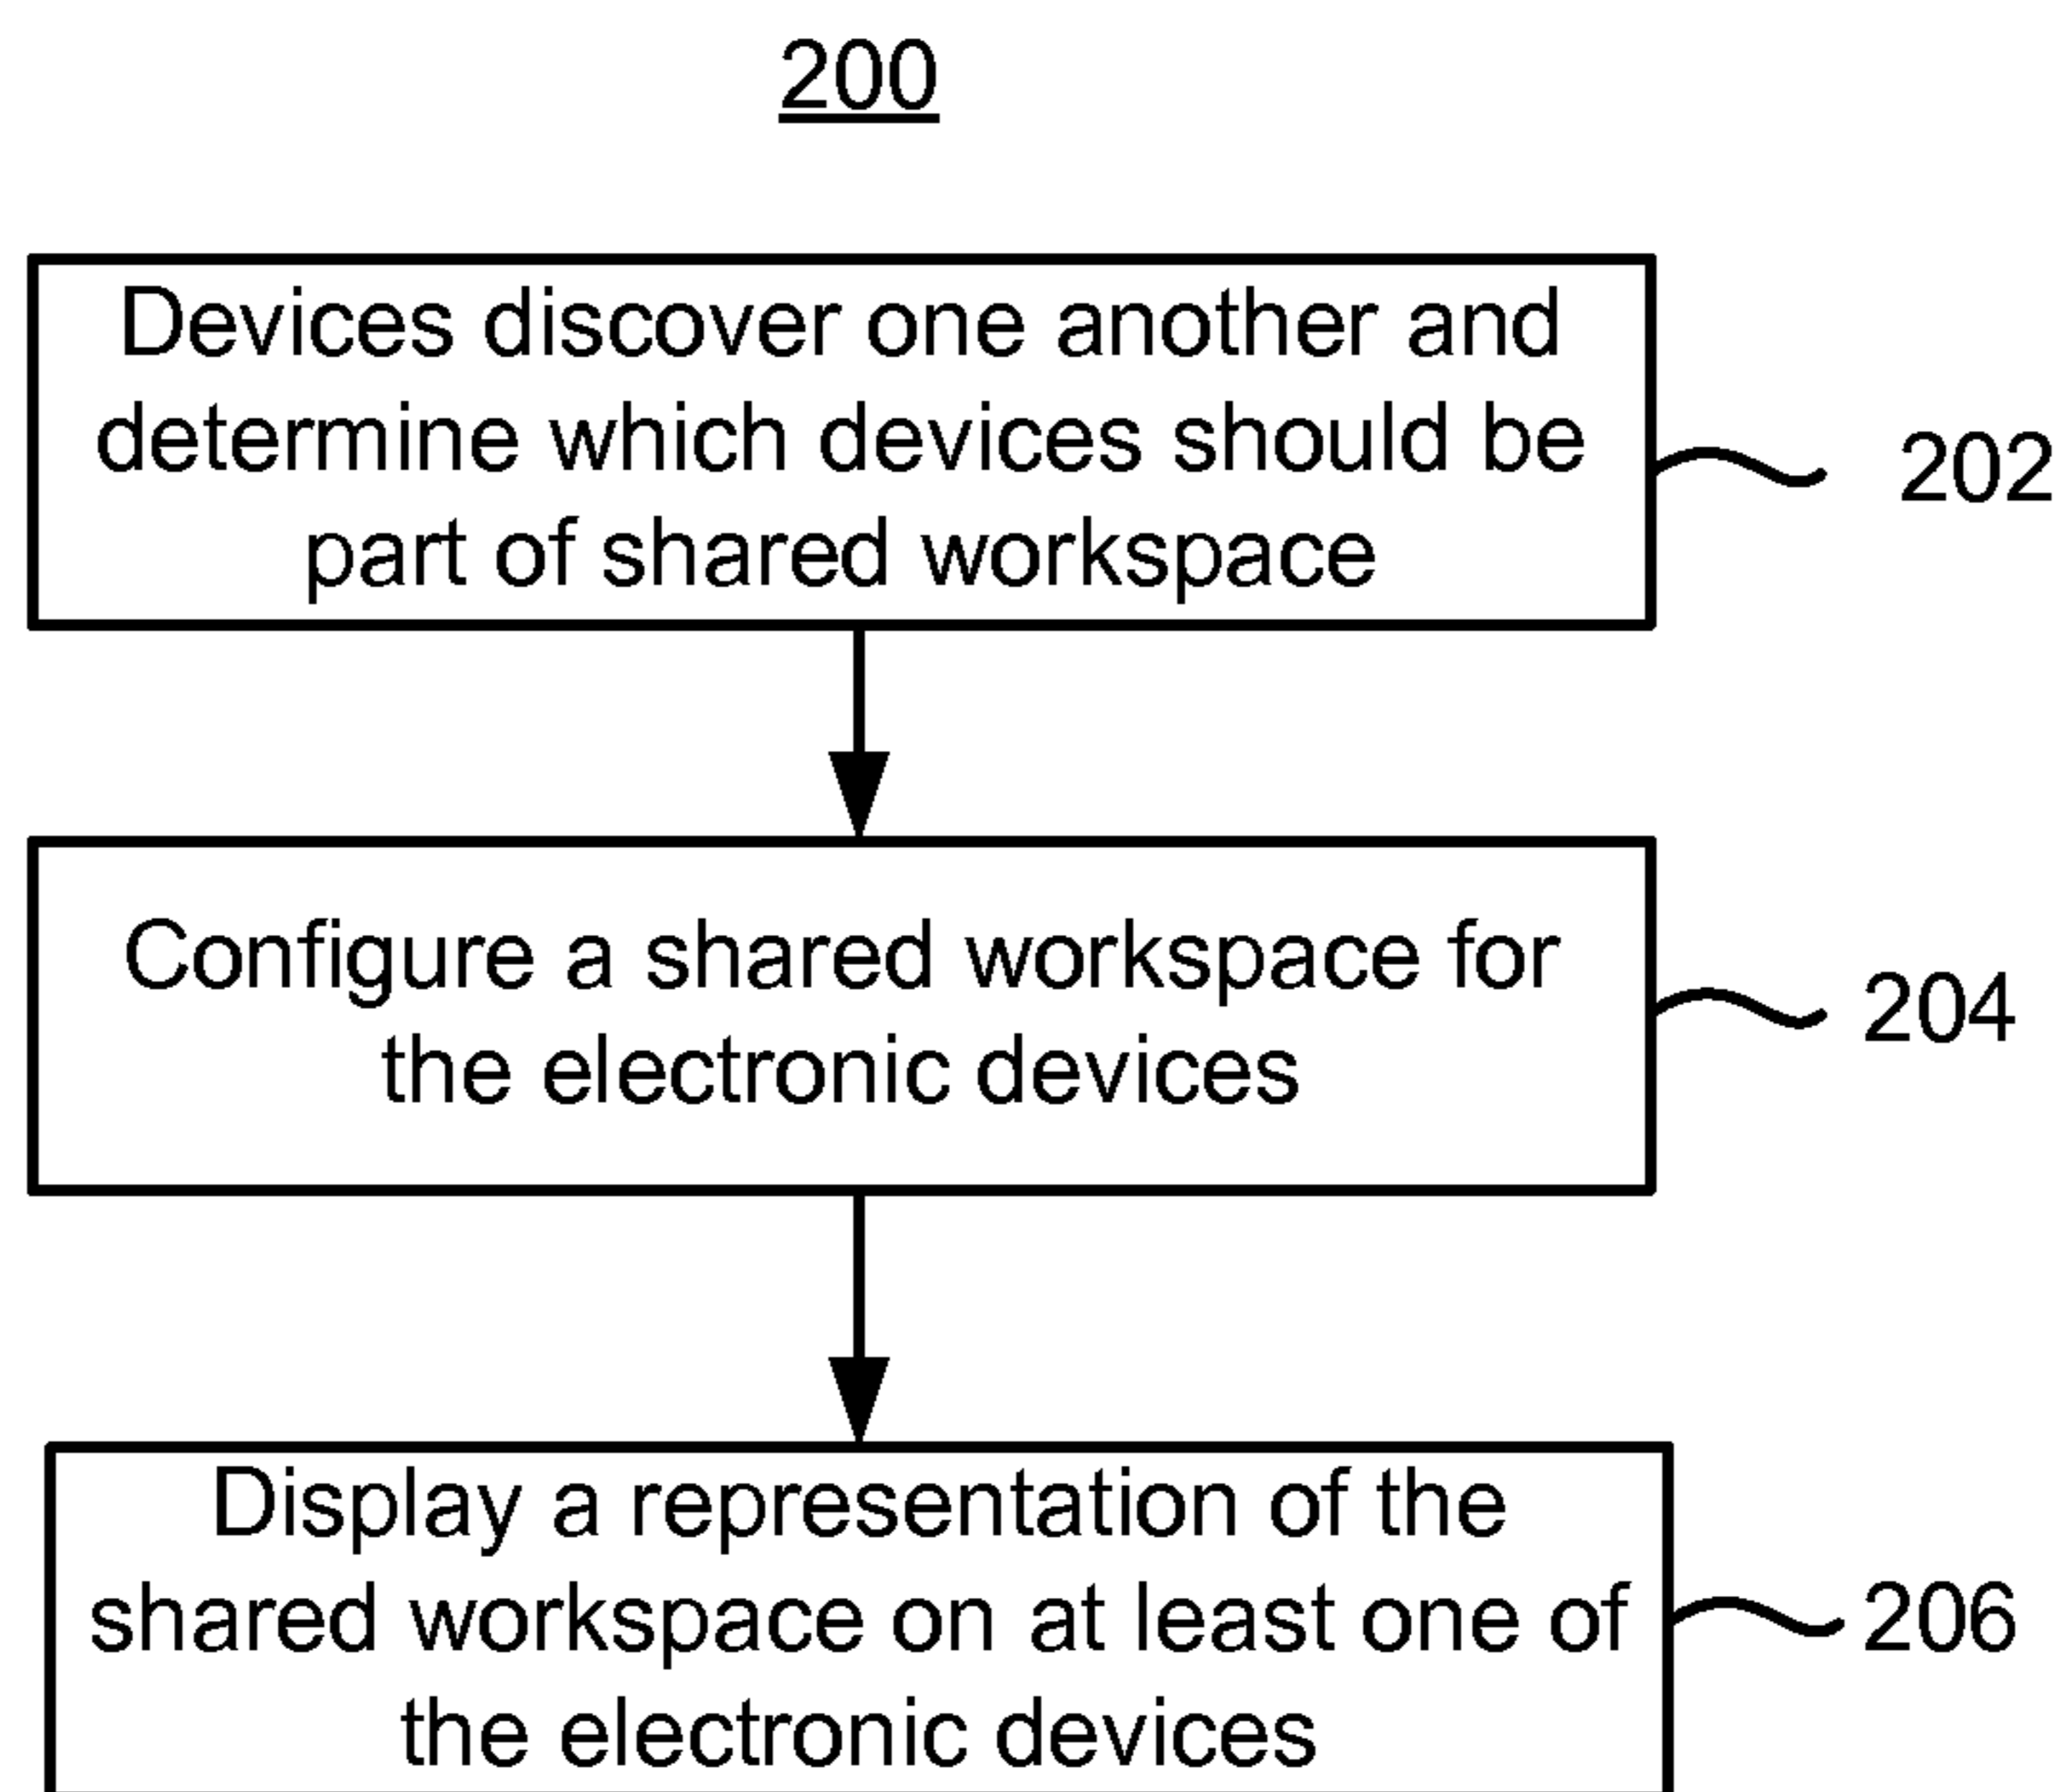 200
Devices discover one another and
determine which devices should be
part of shared workspace
202
Configure a shared workspace for
the electronic devices
204
Display a representation of the
shared workspace on at least one of
the electronic devices
206